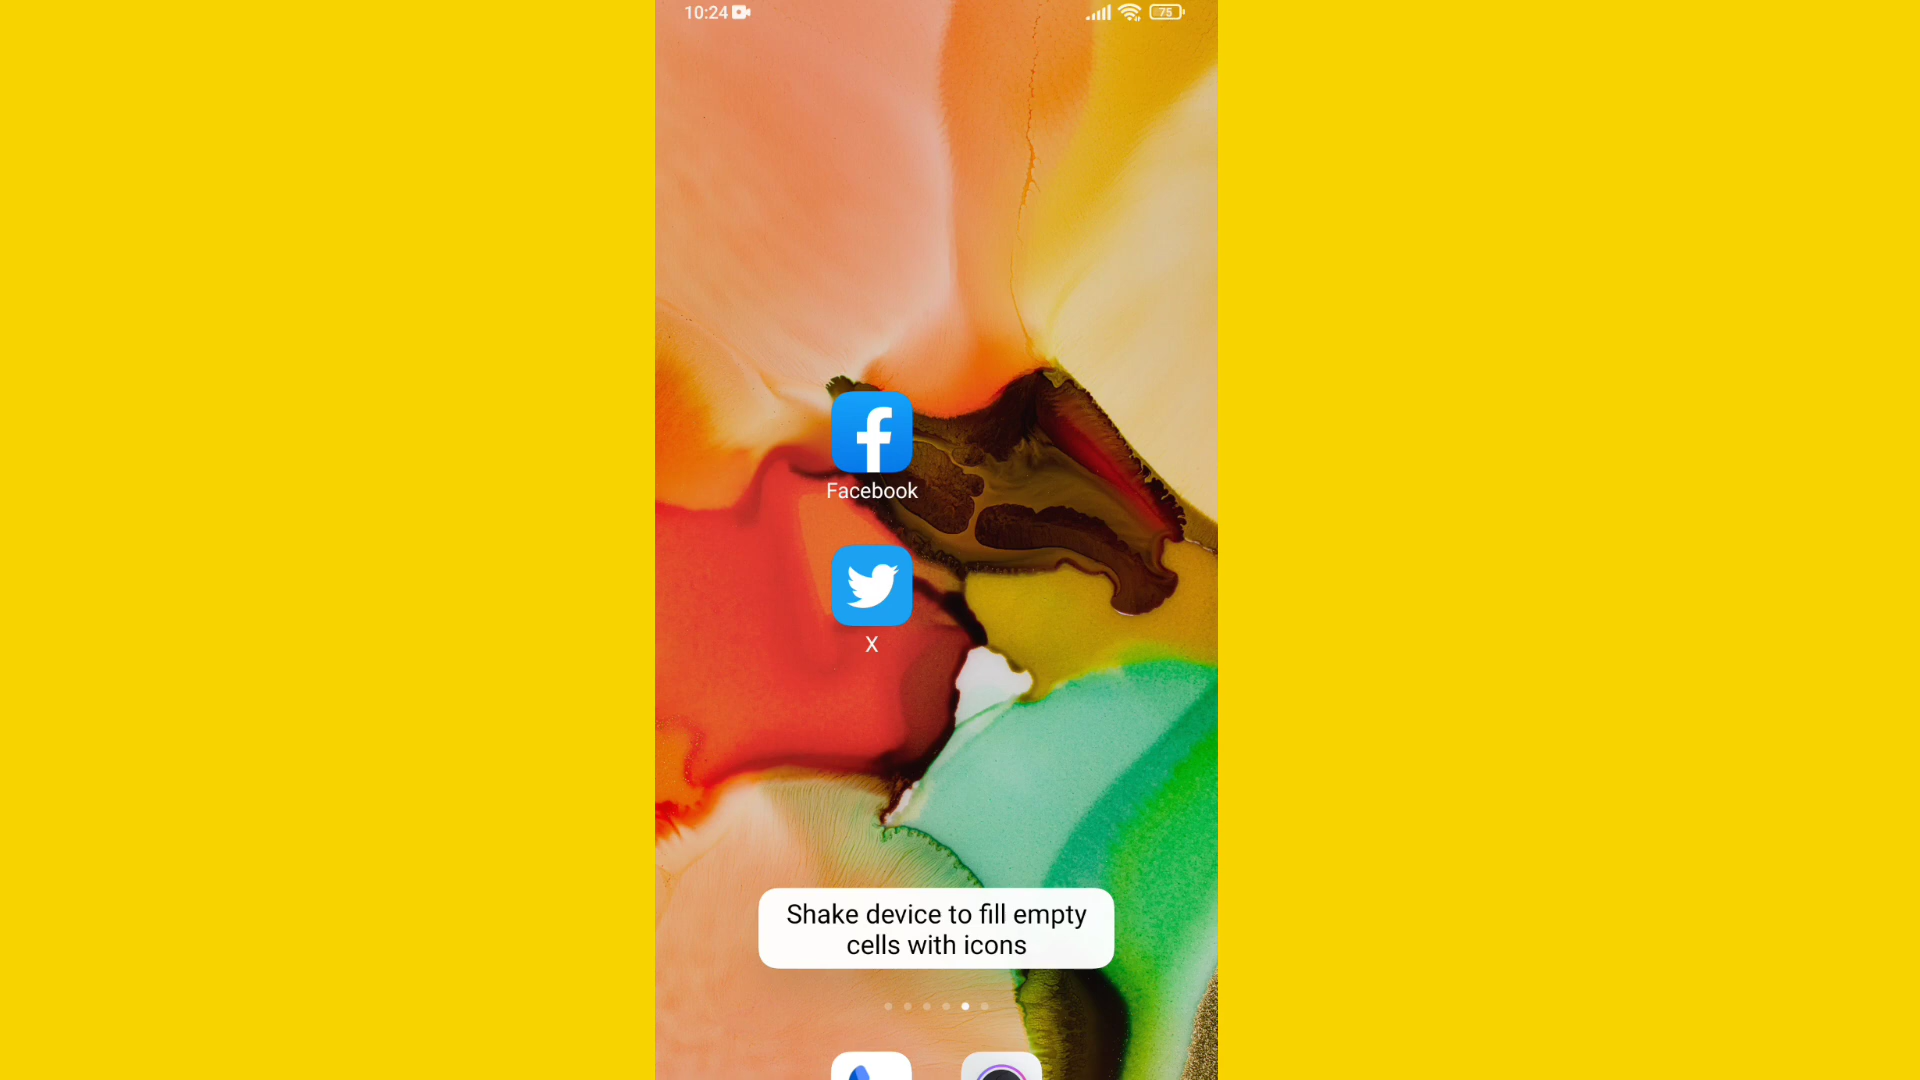 10:24
75
Facebook
X
Shake device to fill empty
cells with icons